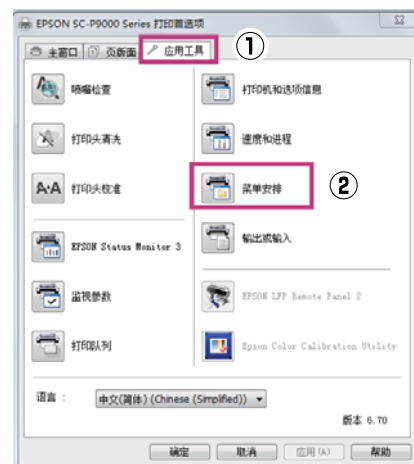 EPSON SC-P9000 Series 打印首选项
主窗口 页版面 应用工具 ①
喷嘴检查 打印机和选项信息
打印头清洗 速度和进程
打印头校准 菜单安排 ②
EPSON Status Monitor 3 输出或输入
监视参数 EPSON LFP Remote Panel 2
打印队列 Epson Color Calibration Utility
语言 : 中文(简体) (Chinese (Simplified))
版本 6.70
确定 取消 应用(A) 帮助